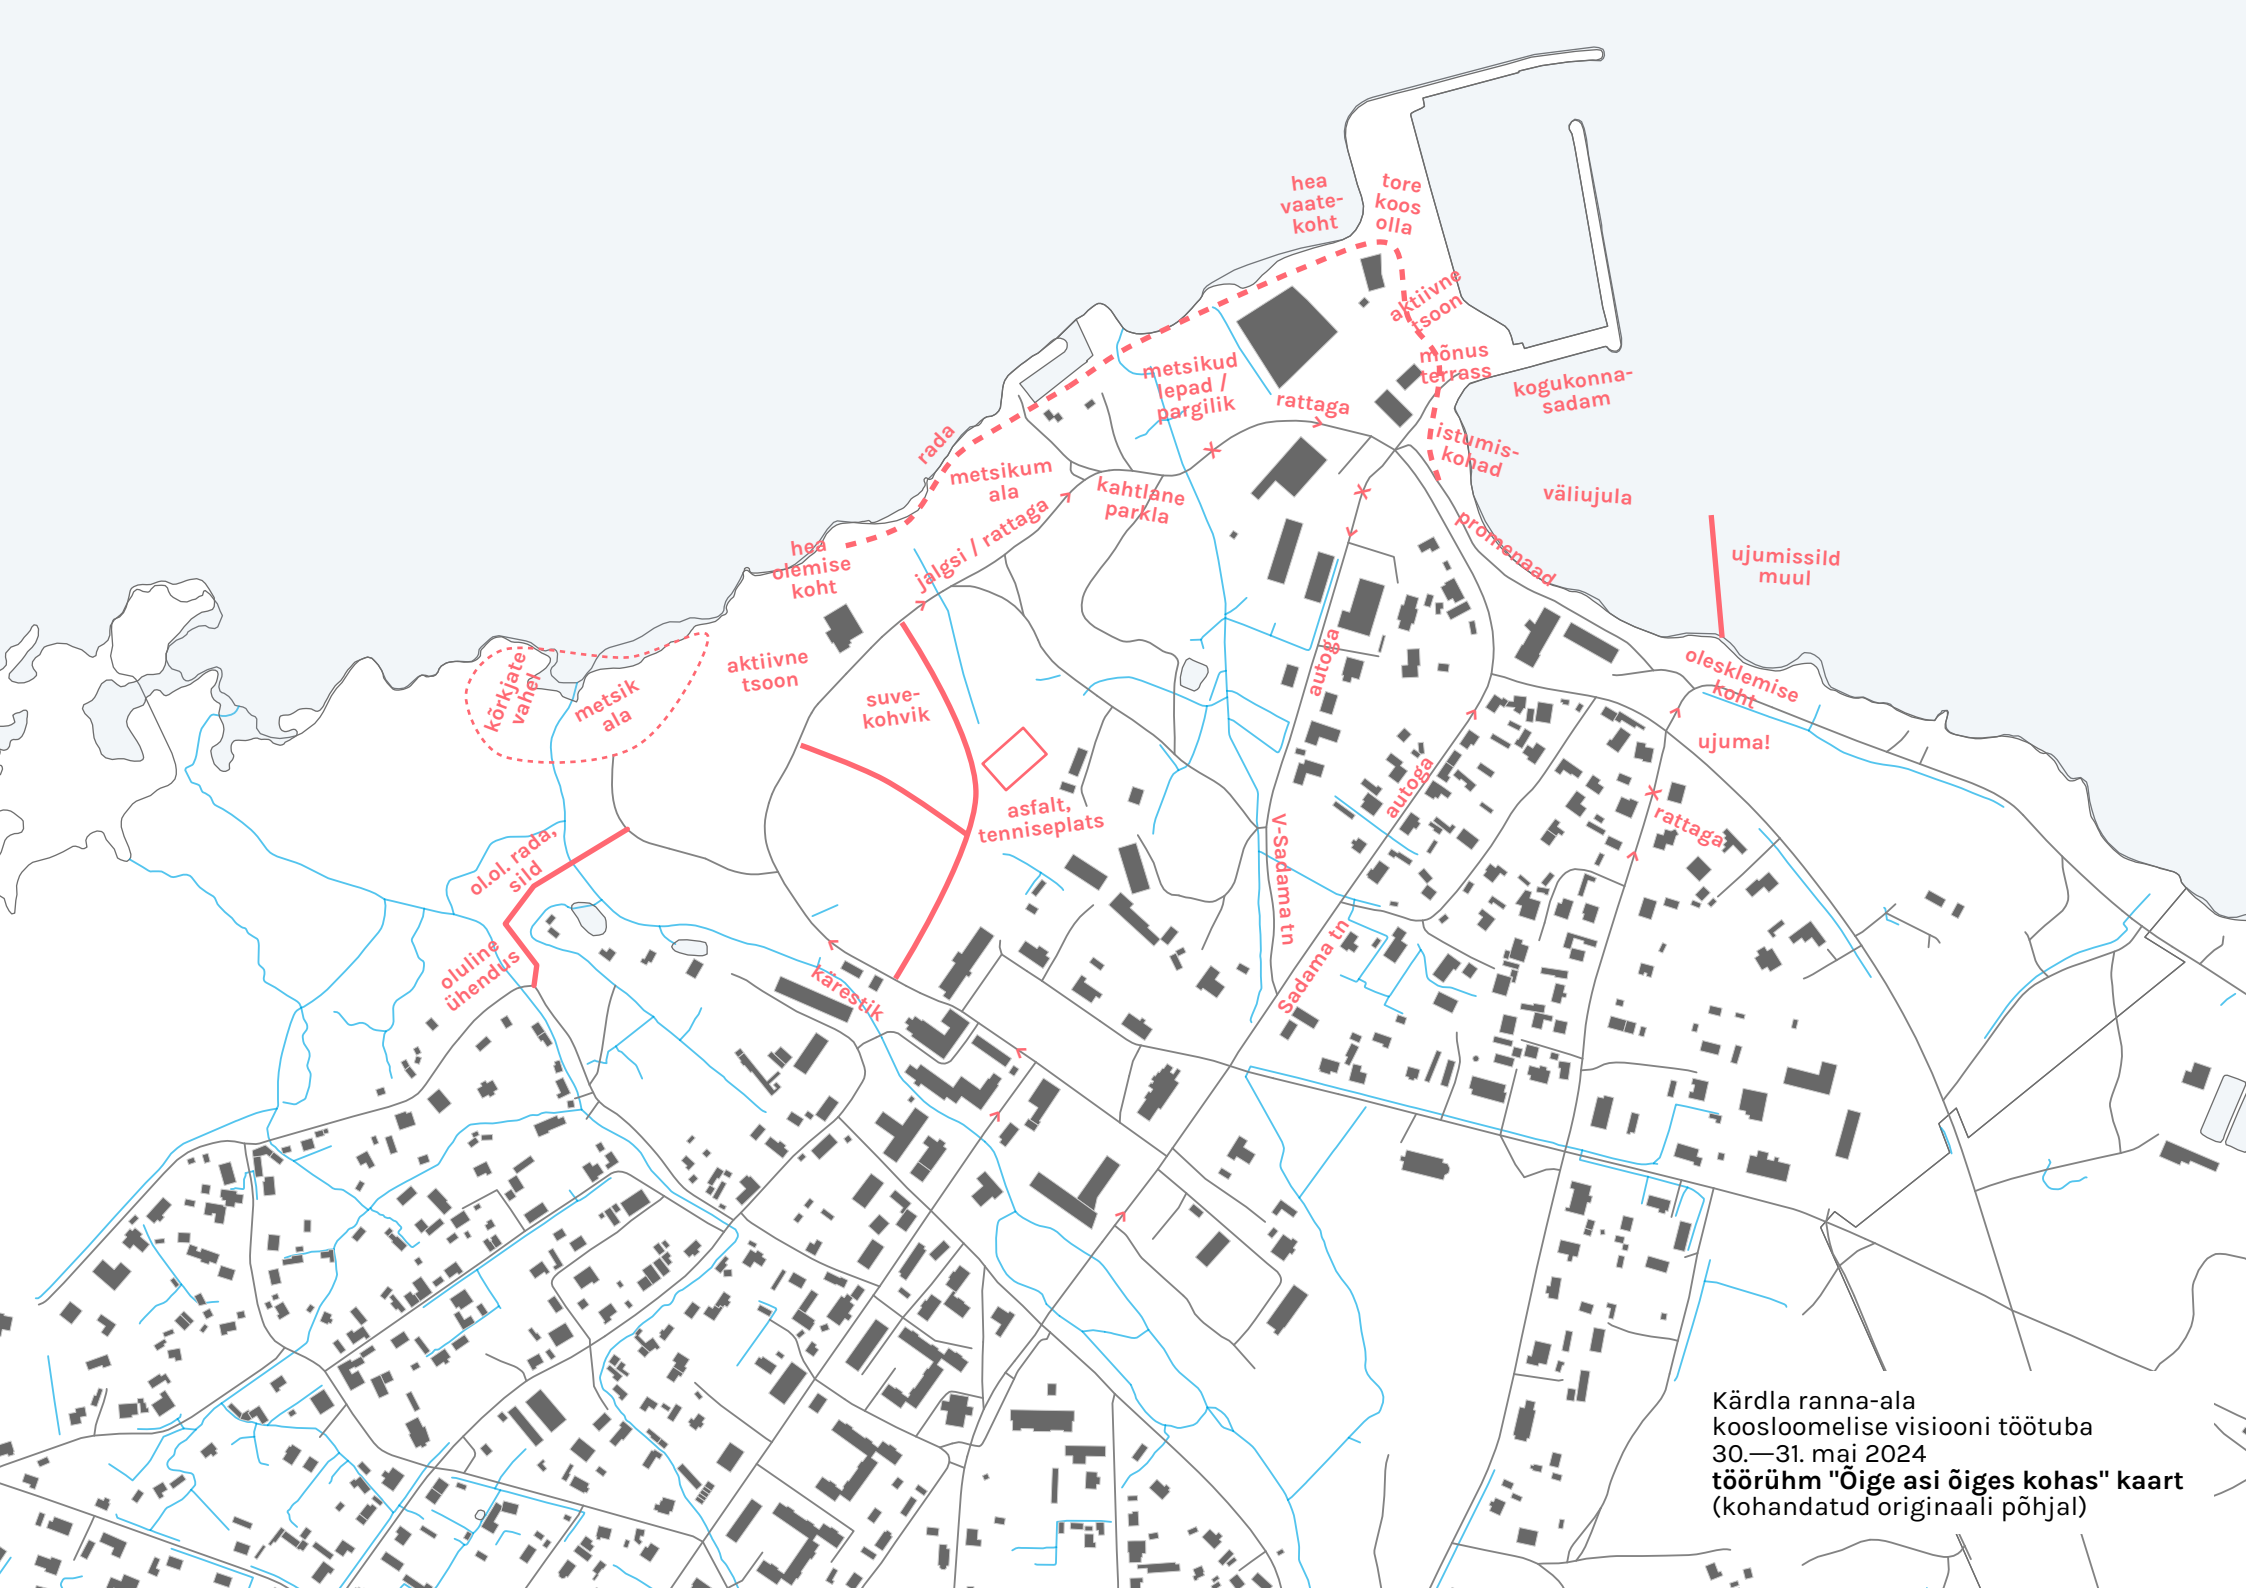 hea
vaate-
koht
tore
koos
olla
aktiivne
tsoon
mõnus
terrass
kogukonna-
sadam
metsikud
lepad /
pargilik
rattaga
istumis-
kohad
rada
metsikum
ala
kahtlane
parkla
väliujula
jalgsi / rattaga
promenaad
hea
olemise
koht
ujumissild
muul
kõrkjate
vahel
metsik
ala
aktiivne
tsoon
suve-
kohvik
autoga
olesklemise
koht
ujuma!
autoga
asfalt,
tenniseplats
rattaga
V-Sadama tn
ol.ol. rada,
sild
Sadama tn
oluline
ühendus
kärestik
Kärdla ranna-ala
koosloomelise visiooni töötuba
30.—31. mai 2024
töörühm "Õige asi õiges kohas" kaart
(kohandatud originaali põhjal)